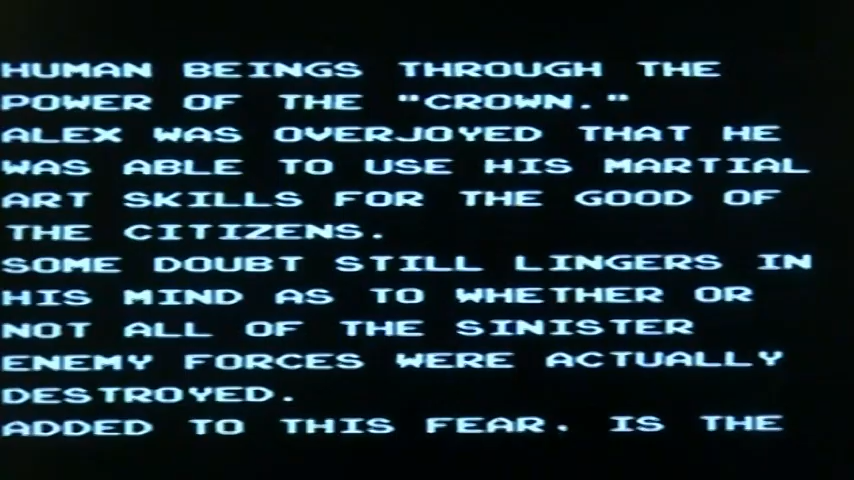 HUMAN BEINGS THROUGH THE
POWER OF THE "CROWN."
ALEX WAS OVERJOYED THAT HE
WAS ABLE TO USE HIS MARTIAL
ART SKILLS FOR THE GOOD OF
THE CITIZENS.
SOME DOUBT STILL LINGERS IN
HIS MIND AS TO WHETHER OR
NOT ALL OF THE SINISTER
ENEMY FORCES WERE ACTUALLY
DESTROYED.
ADDED TO THIS FEAR. IS THE